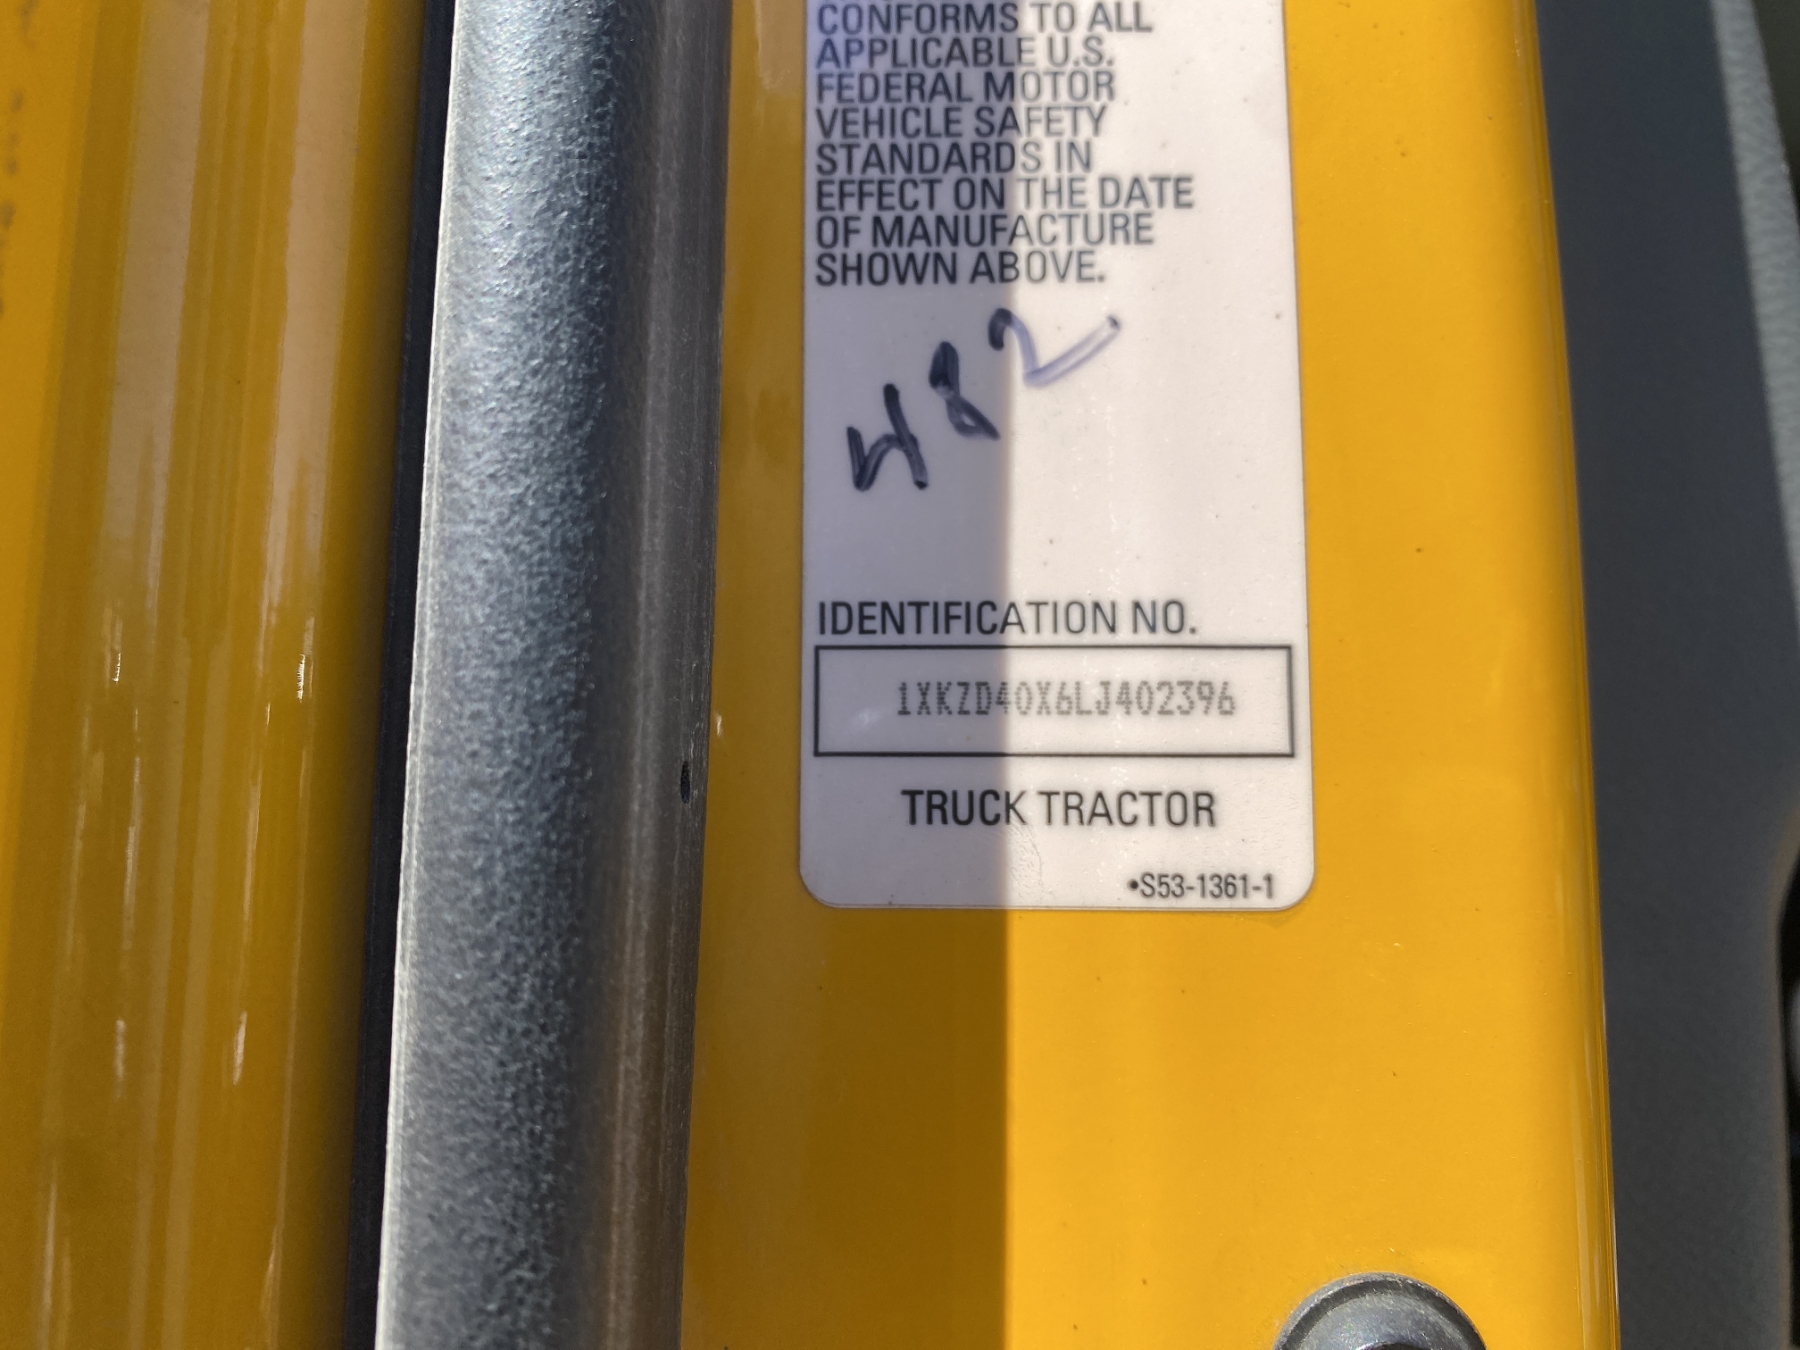 CONFORMS TO ALL
APPLICABLE U.S.
FEDERAL MOTOR
VEHICLE SAFETY
STANDARDS IN
EFFECT ON THE DATE
OF MANUFACTURE
SHOWN ABOVE.
482
IDENTIFICATION NO.
1XKZD40X6LJ402396
TRUCK TRACTOR
•S53-1361-1